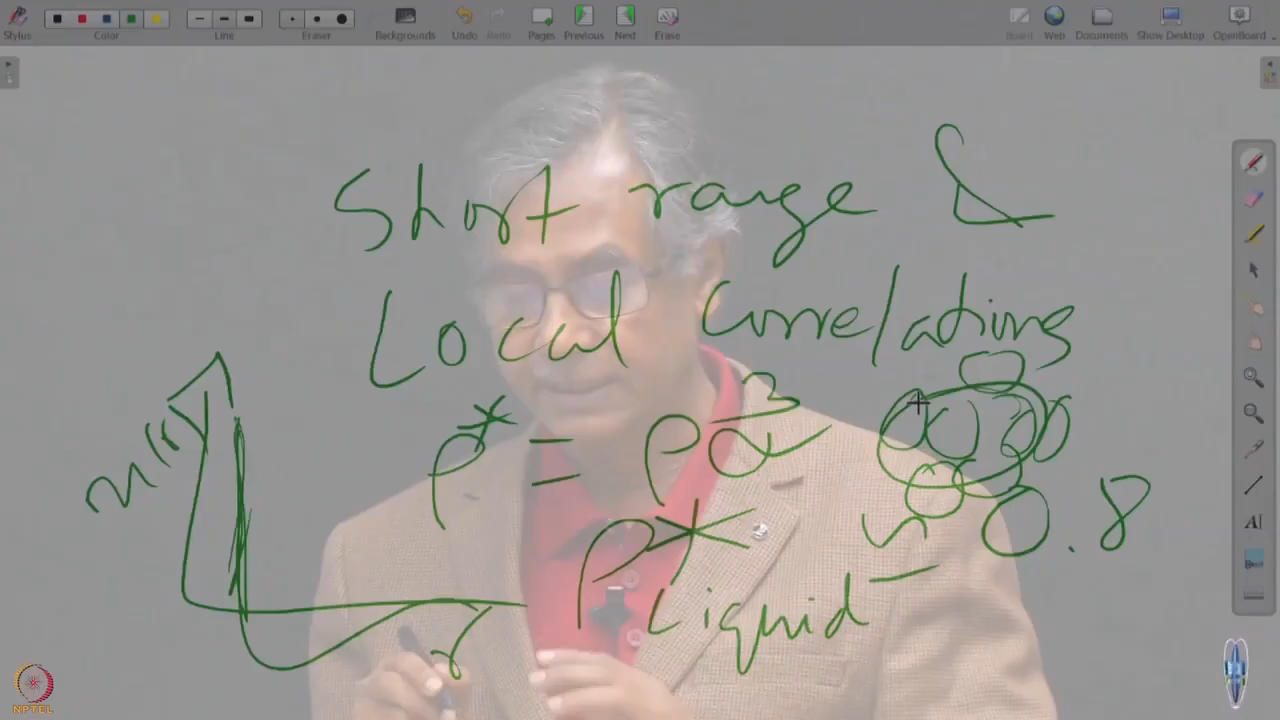 Stylus
Color
Line
Eraser
Backgrounds
Undo
Redo
Pages
Previous
Next
Erase
Board
Web
Documents
Show Desktop
OpenBoard
Short range &
Local Correlations
ρ* = ρσ³
ρ* Liquid ~ 0.8
r
NPTEL